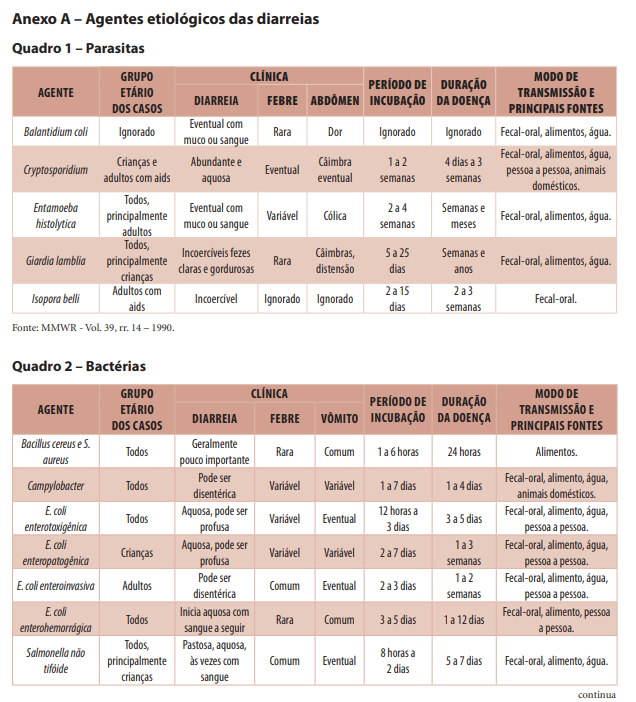 Anexo A – Agentes etiológicos das diarreias
Quadro 1 – Parasitas
AGENTE | GRUPO ETÁRIO DOS CASOS | CLÍNICA | PERÍODO DE INCUBAÇÃO | DURAÇÃO DA DOENÇA | MODO DE TRANSMISSÃO E PRINCIPAIS FONTES
DIARREIA | FEBRE | ABDÔMEN
Balantidium coli | Ignorado | Eventual com muco ou sangue | Rara | Dor | Ignorado | Ignorado | Fecal-oral, alimentos, água.
Cryptosporidium | Crianças e adultos com aids | Abundante e aquosa | Eventual | Câimbra eventual | 1 a 2 semanas | 4 dias a 3 semanas | Fecal-oral, alimentos, água, pessoa a pessoa, animais domésticos.
Entamoeba histolytica | Todos, principalmente adultos | Eventual com muco ou sangue | Variável | Cólica | 2 a 4 semanas | Semanas e meses | Fecal-oral, alimentos, água.
Giardia lamblia | Todos, principalmente crianças | Incoercíveis fezes claras e gordurosas | Rara | Câimbras, distensão | 5 a 25 dias | Semanas e anos | Fecal-oral, alimentos, água.
Isopora belli | Adultos com aids | Incoercível | Ignorado | Ignorado | 2 a 15 dias | 2 a 3 semanas | Fecal-oral.
Fonte: MMWR - Vol. 39, rr. 14 – 1990.
Quadro 2 – Bactérias
AGENTE | GRUPO ETÁRIO DOS CASOS | CLÍNICA | PERÍODO DE INCUBAÇÃO | DURAÇÃO DA DOENÇA | MODO DE TRANSMISSÃO E PRINCIPAIS FONTES
DIARREIA | FEBRE | VÔMITO
Bacillus cereus e S. aureus | Todos | Geralmente pouco importante | Rara | Comum | 1 a 6 horas | 24 horas | Alimentos.
Campylobacter | Todos | Pode ser disentérica | Variável | Variável | 1 a 7 dias | 1 a 4 dias | Fecal-oral, alimento, água, animais domésticos.
E. coli enterotoxigênica | Todos | Aquosa, pode ser profusa | Variável | Eventual | 12 horas a 3 dias | 3 a 5 dias | Fecal-oral, alimento, água, pessoa a pessoa.
E. coli enteropatogênica | Crianças | Aquosa, pode ser profusa | Variável | Variável | 2 a 7 dias | 1 a 3 semanas | Fecal-oral, alimento, água, pessoa a pessoa.
E. coli enteroinvasiva | Adultos | Pode ser disentérica | Comum | Eventual | 2 a 3 dias | 1 a 2 semanas | Fecal-oral, alimento, água, pessoa a pessoa.
E. coli enterohemorrágica | Todos | Inicia aquosa com sangue a seguir | Rara | Comum | 3 a 5 dias | 1 a 12 dias | Fecal-oral, alimento, pessoa a pessoa.
Salmonella não tifóide | Todos, principalmente crianças | Pastosa, aquosa, às vezes com sangue | Comum | Eventual | 8 horas a 2 dias | 5 a 7 dias | Fecal-oral, alimento, água.
continua